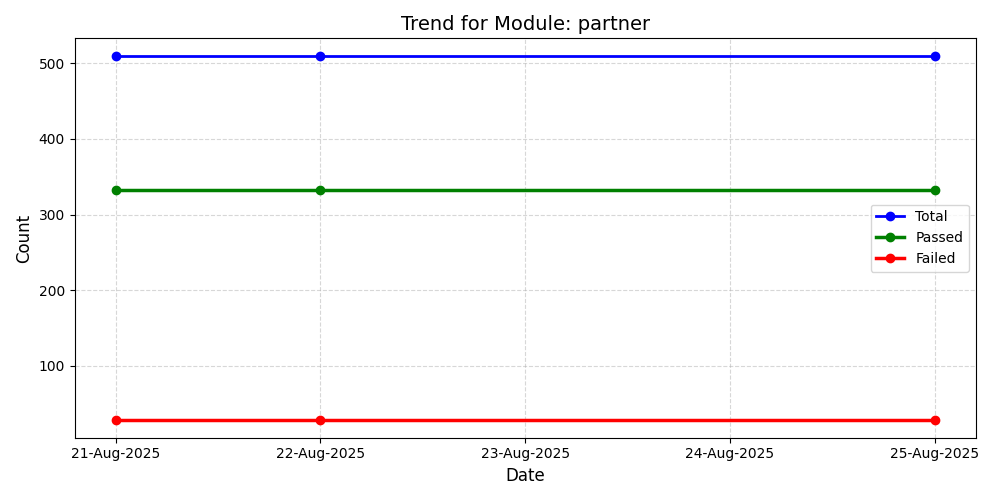 Trend for Module: partner
Count
500
400
300
200
100
Total
Passed
Failed
21-Aug-2025 22-Aug-2025 23-Aug-2025 24-Aug-2025 25-Aug-2025
Date